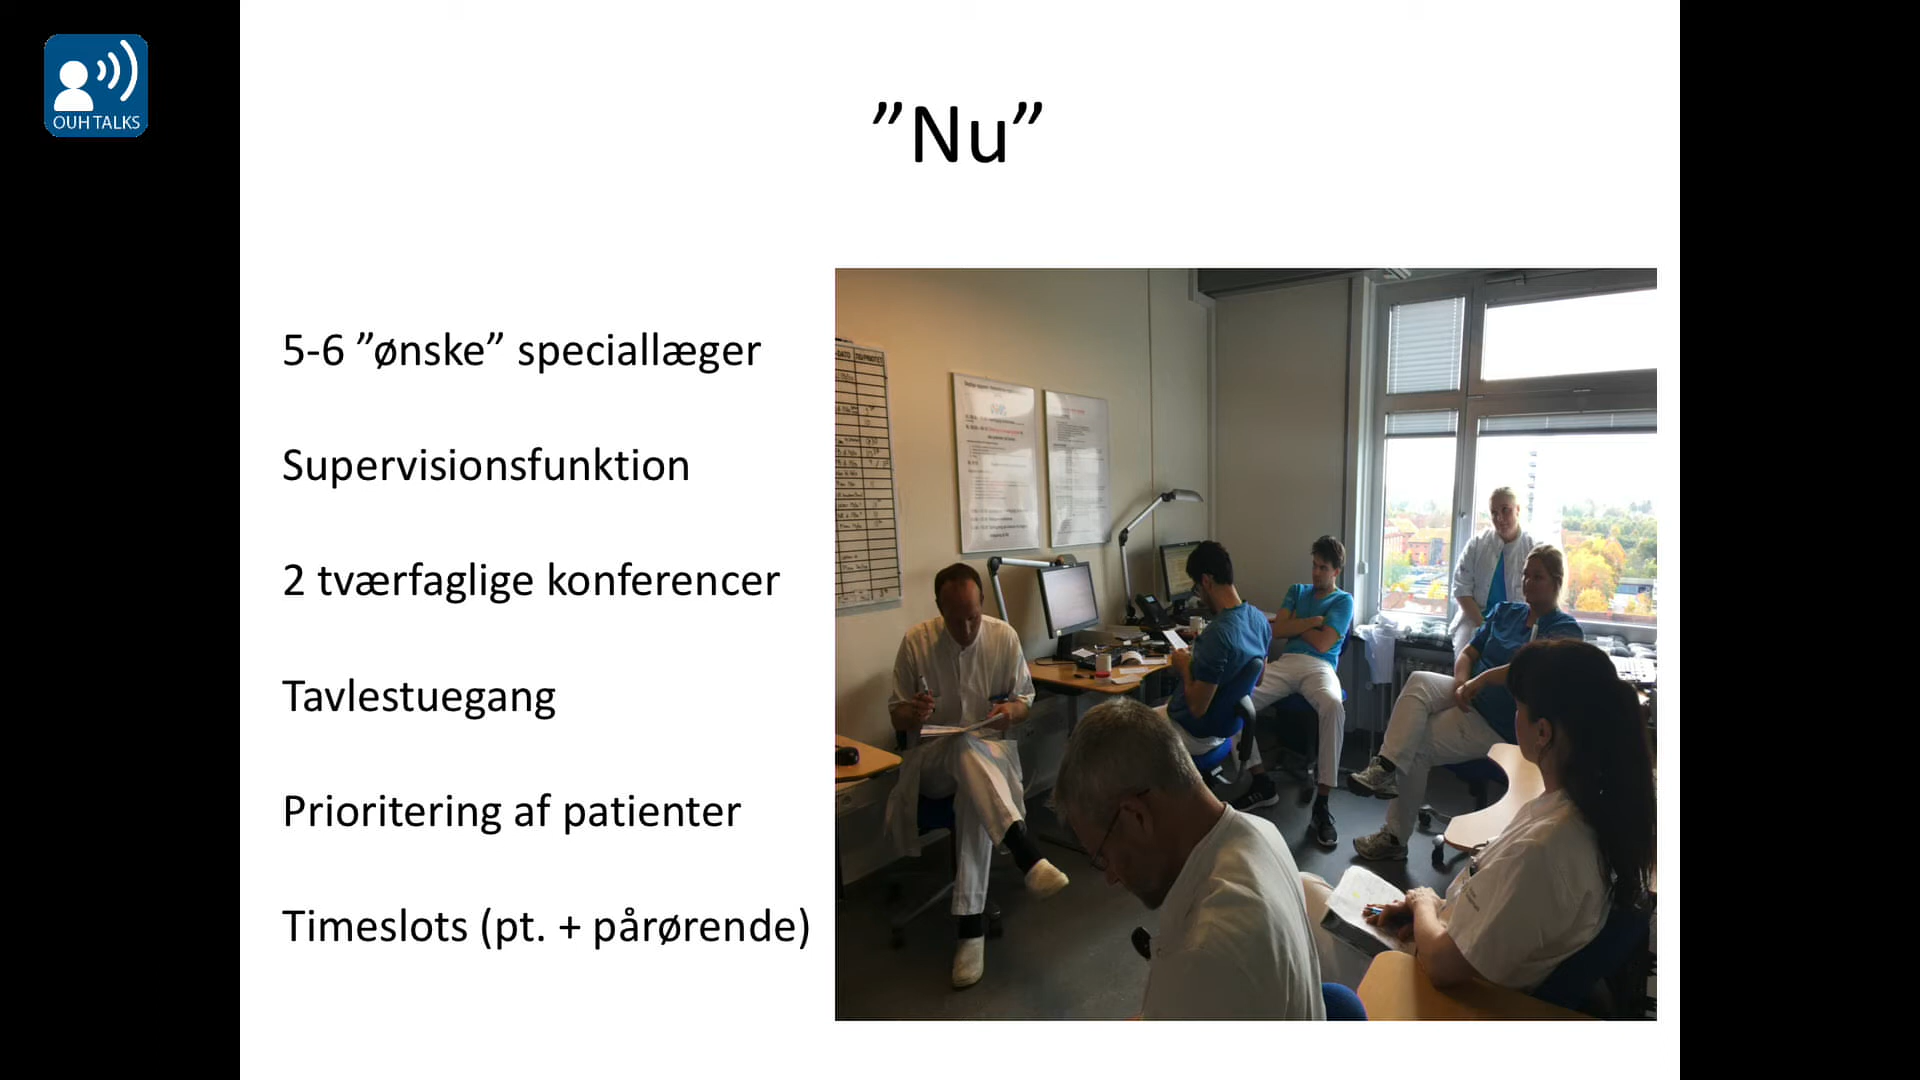 OUH TALKS
”Nu”
5-6 ”ønske” speciallæger
Supervisionsfunktion
2 tværfaglige konferencer
Tavlestuegang
Prioritering af patienter
Timeslots (pt. + pårørende)